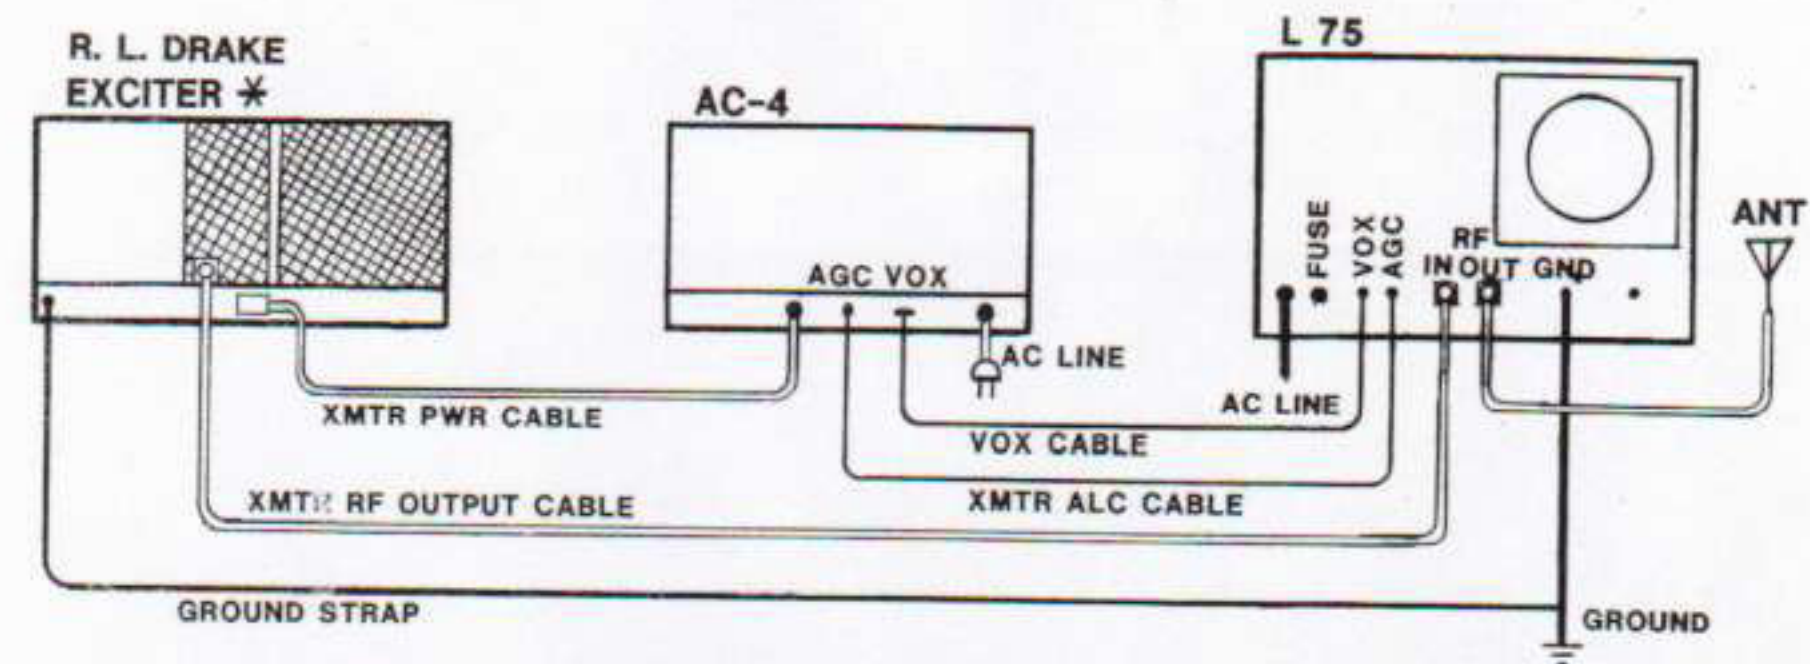 R. L. DRAKE
EXCITER *
AC-4
L 75
AGC VOX
FUSE
VOX
AGC
RF
IN OUT GND
ANT
AC LINE
AC LINE
XMTR PWR CABLE
VOX CABLE
XMTR RF OUTPUT CABLE
XMTR ALC CABLE
GROUND STRAP
GROUND